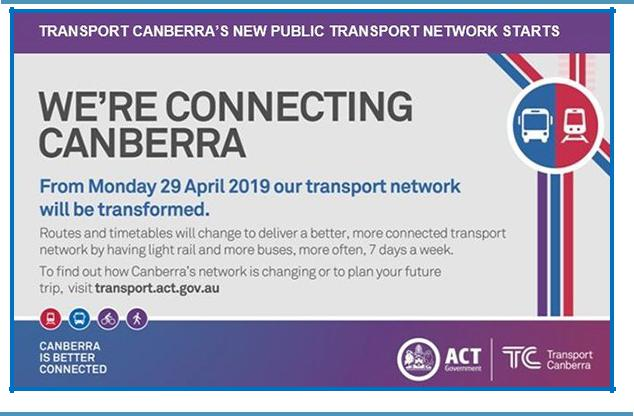 TRANSPORT CANBERRA'S NEW PUBLIC TRANSPORT NETWORK STARTS
WE'RE CONNECTING
CANBERRA
From Monday 29 April 2019 our transport network
will be transformed.
Routes and timetables will change to deliver a better, more connected transport
network by having light rail and more buses, more often, 7 days a week.
To find out how Canberra's network is changing or to plan your future
trip, visit transport.act.gov.au
CANBERRA
IS BETTER
CONNECTED
ACT
Government
TC
Transport
Canberra